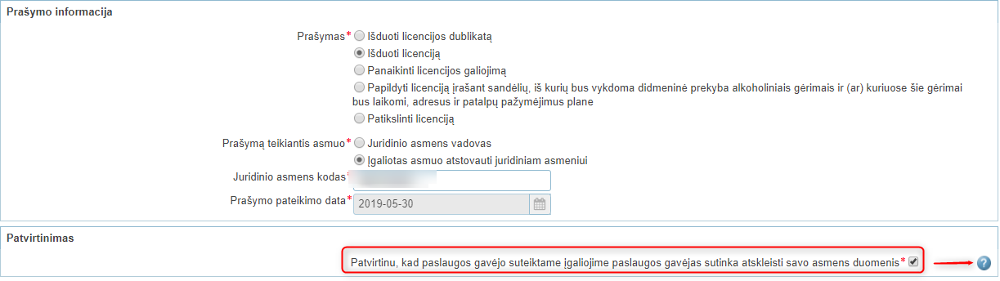 Prašymo informacija
Prašymas* Išduoti licencijos dublikatą
Išduoti licenciją
Panaikinti licencijos galiojimą
Papildyti licenciją įrašant sandėlių, iš kurių bus vykdoma didmeninė prekyba alkoholiniais gėrimais ir (ar) kuriuose šie gėrimai
bus laikomi, adresus ir patalpų pažymėjimus plane
Patikslinti licenciją
Prašymą teikiantis asmuo* Juridinio asmens vadovas
Įgaliotas asmuo atstovauti juridiniam asmeniui
Juridinio asmens kodas*
Prašymo pateikimo data* 2019-05-30
Patvirtinimas
Patvirtinu, kad paslaugos gavėjo suteiktame įgaliojime paslaugos gavėjas sutinka atskleisti savo asmens duomenis* ?